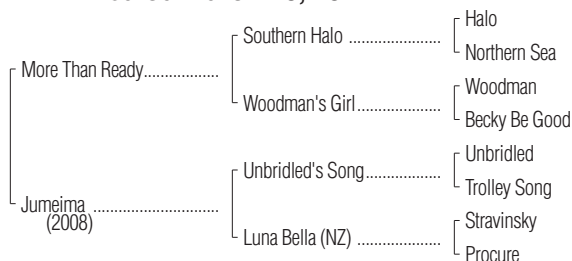 Halo
Southern Halo
Northern Sea
More Than Ready
Woodman
Woodman's Girl
Becky Be Good
Unbridled
Unbridled's Song
Trolley Song
Jumeima
(2008)
Stravinsky
Luna Bella (NZ)
Procure